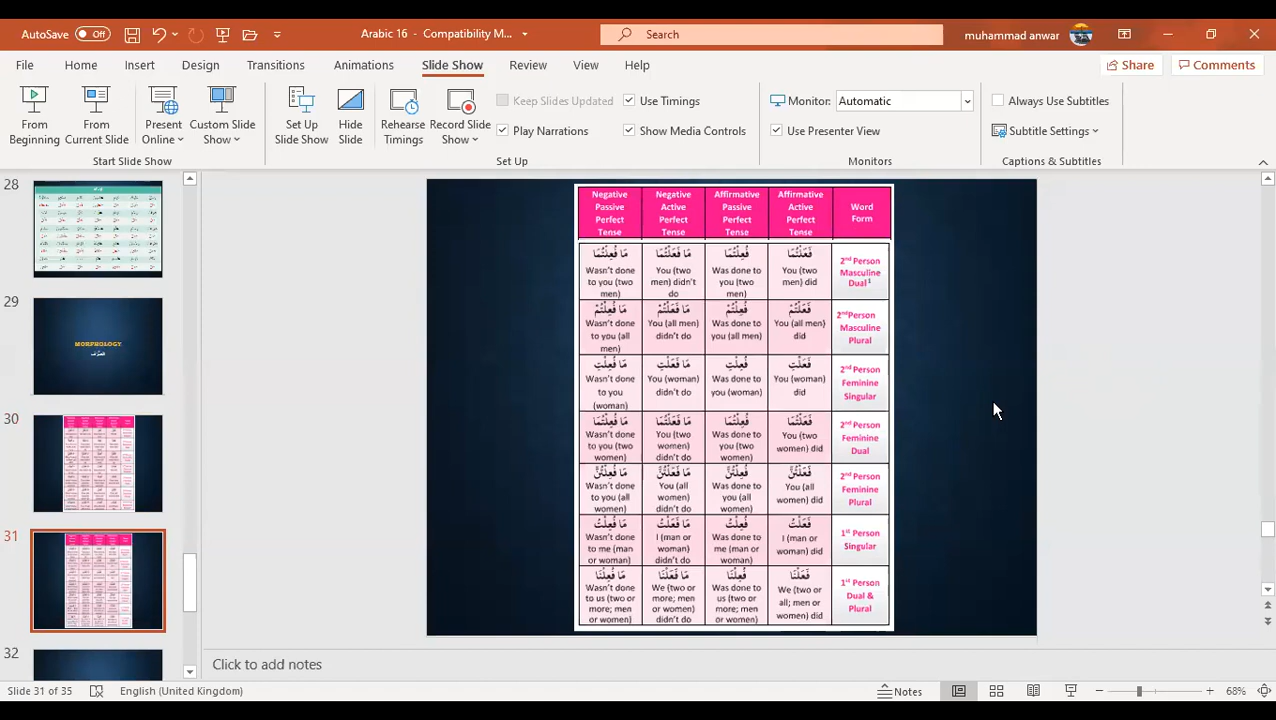 AutoSave Off
Arabic 16 - Compatibility M...
Search
muhammad anwar
File Home Insert Design Transitions Animations Slide Show Review View Help
Share Comments
From Beginning
From Current Slide
Present Online
Custom Slide Show
Set Up Slide Show
Hide Slide
Rehearse Timings
Record Slide Show
Keep Slides Updated
Play Narrations
Use Timings
Show Media Controls
Monitor: Automatic
Use Presenter View
Always Use Subtitles
Subtitle Settings
Start Slide Show Set Up Monitors Captions & Subtitles
28
29
MORPHOLOGY
30
31
32
Negative Passive Perfect Tense
Negative Active Perfect Tense
Affirmative Passive Perfect Tense
Affirmative Active Perfect Tense
Word Form
مَا فُعِلْتُمَا مَا فَعَلْتُمَا فُعِلْتُمَا فَعَلْتُمَا
Wasn't done to you (two men)
You (two men) didn't do
Was done to you (two men)
You (two men) did
2nd Person Masculine Dual 1
مَا فُعِلْتُمْ مَا فَعَلْتُمْ فُعِلْتُمْ فَعَلْتُمْ
Wasn't done to you (all men)
You (all men) didn't do
Was done to you (all men)
You (all men) did
2nd Person Masculine Plural
مَا فُعِلْتِ مَا فَعَلْتِ فُعِلْتِ فَعَلْتِ
Wasn't done to you (woman)
You (woman) didn't do
Was done to you (woman)
You (woman) did
2nd Person Feminine Singular
مَا فُعِلْتُمَا مَا فَعَلْتُمَا فُعِلْتُمَا فَعَلْتُمَا
Wasn't done to you (two women)
You (two women) didn't do
Was done to you (two women)
You (two women) did
2nd Person Feminine Dual
مَا فُعِلْتُنَّ مَا فَعَلْتُنَّ فُعِلْتُنَّ فَعَلْتُنَّ
Wasn't done to you (all women)
You (all women) didn't do
Was done to you (all women)
You (all women) did
2nd Person Feminine Plural
مَا فُعِلْتُ مَا فَعَلْتُ فُعِلْتُ فَعَلْتُ
Wasn't done to me (man or woman)
I (man or woman) didn't do
Was done to me (man or woman)
I (man or woman) did
1st Person Singular
مَا فُعِلْنَا مَا فَعَلْنَا فُعِلْنَا فَعَلْنَا
Wasn't done to us (two or more; men or women)
We (two or more; men or women) didn't do
Was done to us (two or more; men or women)
We (two or all; men or women) did
1st Person Dual & Plural
Click to add notes
Slide 31 of 35
English (United Kingdom)
Notes
68%